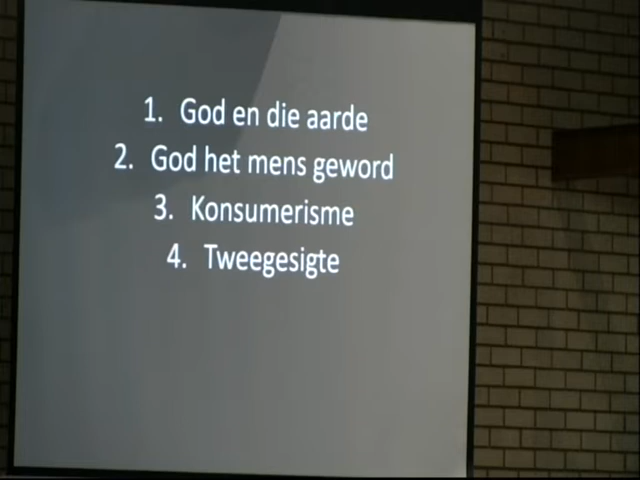 1. God en die aarde
2. God het mens geword
3. Konsumerisme
4. Tweegesigte